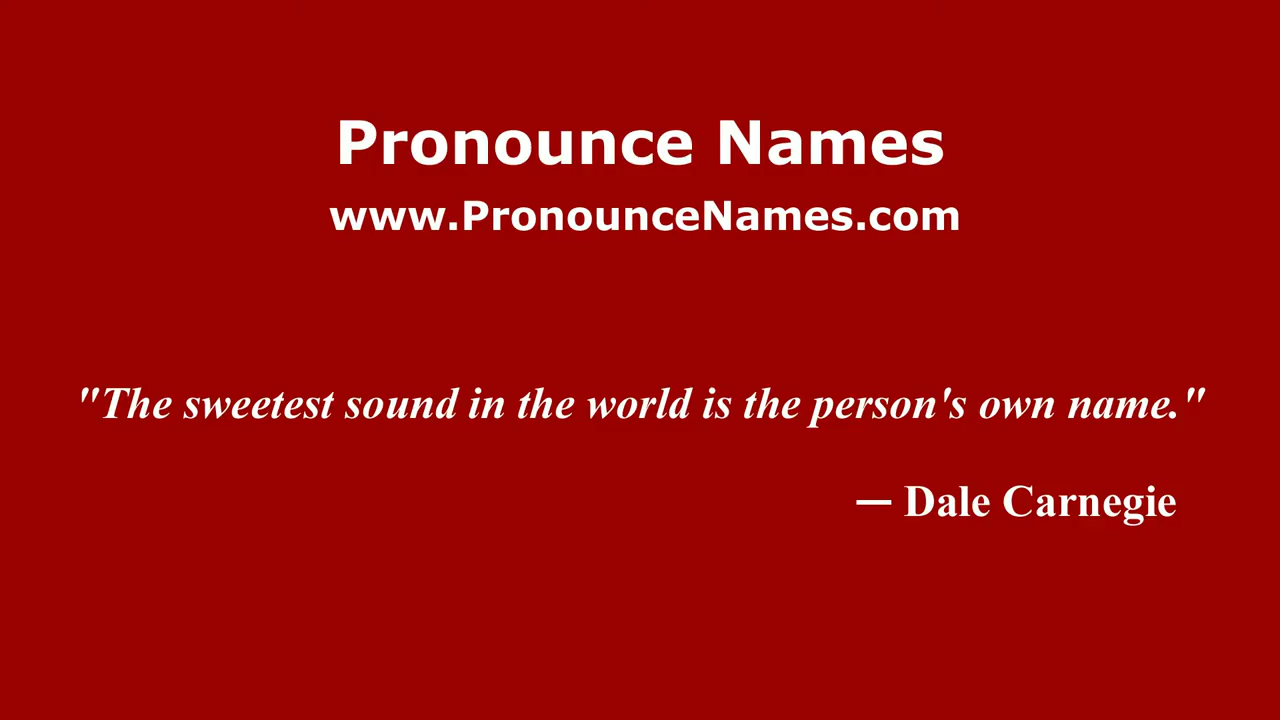 Pronounce Names
www.PronounceNames.com
"The sweetest sound in the world is the person's own name."
— Dale Carnegie